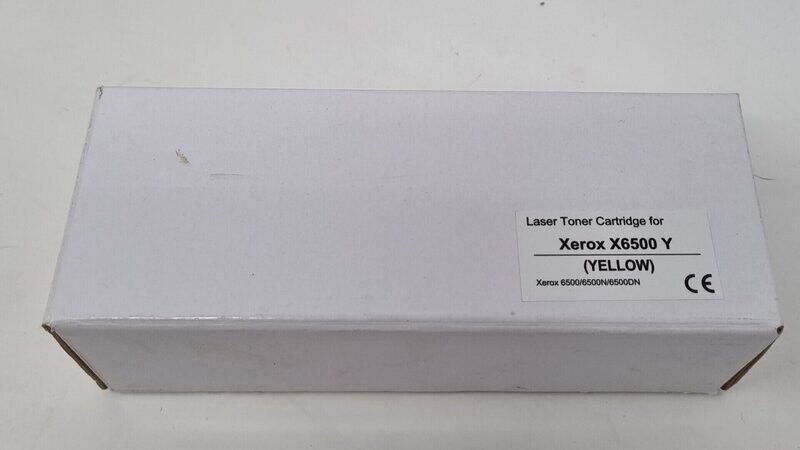 Laser Toner Cartridge for
Xerox X6500 Y
(YELLOW)
Xerox 6500/6500N/6500DN
CE